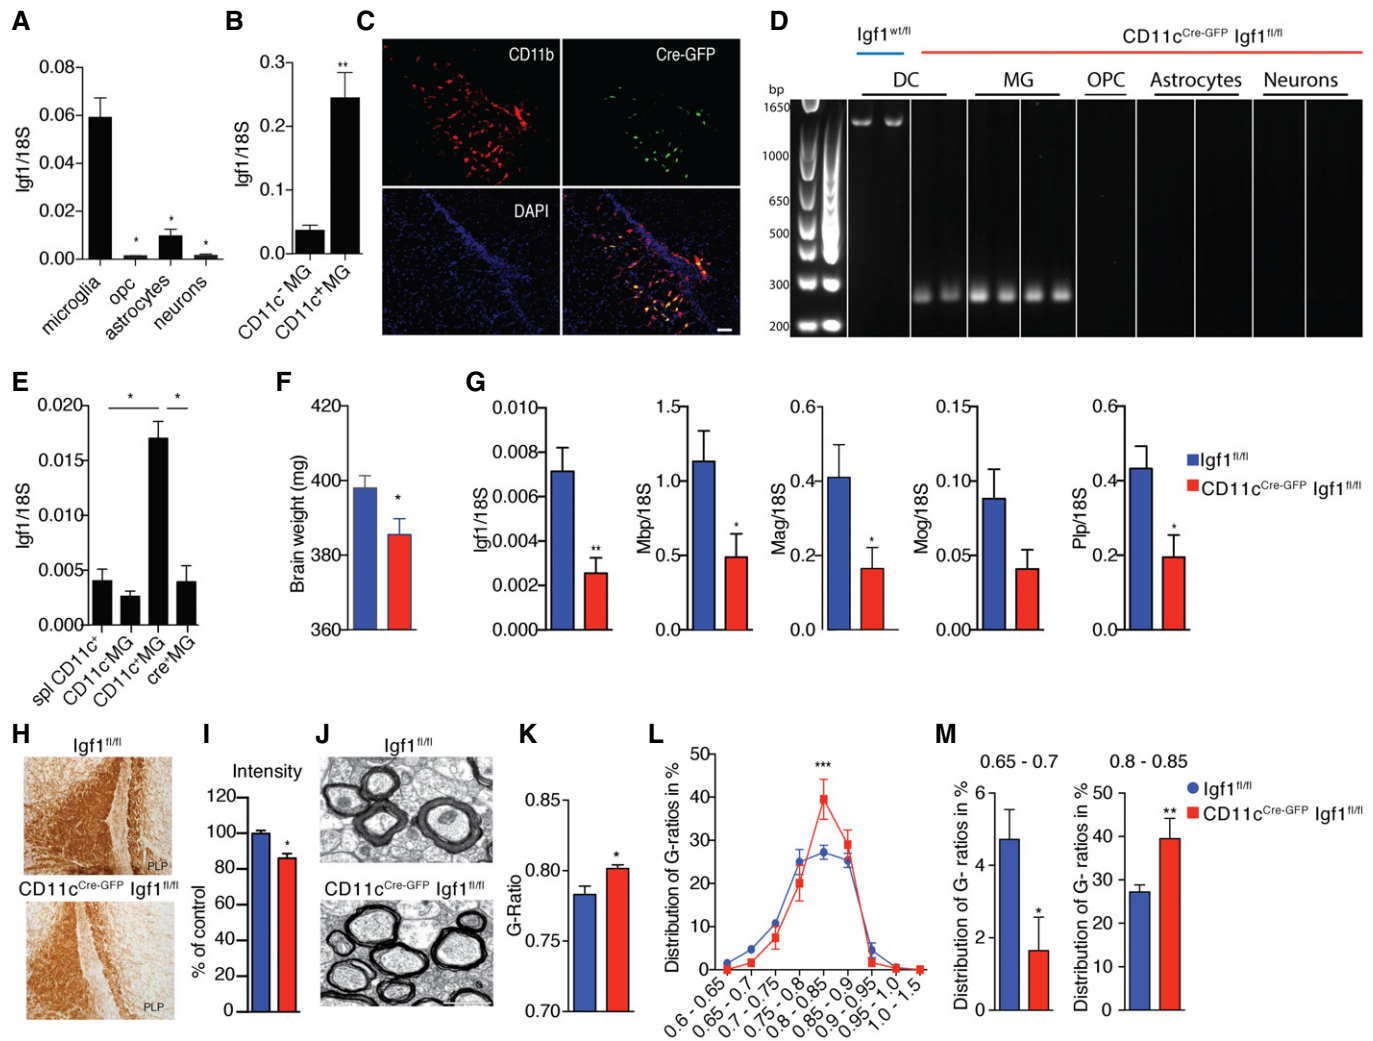 A
Igf1/18S
0.08
0.06
0.04
0.02
0.00
microglia
opc
astrocytes
neurons
*
*
*
B
Igf1/18S
0.3
0.2
0.1
0.0
**
CD11c⁻MG
CD11c⁺MG
C
CD11b
Cre-GFP
DAPI
D
Igf1wt/fl
CD11cCre-GFP Igf1fl/fl
DC
MG
OPC
Astrocytes
Neurons
bp
1650
1000
650
500
400
300
200
E
Igf1/18S
0.020
0.015
0.010
0.005
0.000
*
*
spl CD11c⁺
CD11c⁻MG
CD11c⁺MG
cre⁺MG
F
Brain weight (mg)
420
400
380
360
*
G
Igf1/18S
0.010
0.008
0.006
0.004
0.002
0.000
**
Mbp/18S
1.5
1.0
0.5
0.0
*
Mag/18S
0.6
0.4
0.2
0.0
*
Mog/18S
0.15
0.10
0.05
0.00
Plp/18S
0.6
0.4
0.2
0.0
*
Igf1fl/fl
CD11cCre-GFP Igf1fl/fl
H
Igf1fl/fl
PLP
CD11cCre-GFP Igf1fl/fl
PLP
I
Intensity
% of control
120
100
80
60
40
20
0
*
J
Igf1fl/fl
CD11cCre-GFP Igf1fl/fl
K
G-Ratio
0.85
0.80
0.75
0.70
*
L
Distribution of G-ratios in %
50
40
30
20
10
0
***
0.6 - 0.65
0.65 - 0.7
0.7 - 0.75
0.75 - 0.8
0.8 - 0.85
0.85 - 0.9
0.9 - 0.95
0.95 - 1.0
1.0 - 1.5
M
0.65 - 0.7
Distribution of G- ratios in %
6
4
2
0
*
0.8 - 0.85
Distribution of G- ratios in %
50
40
30
20
10
0
**
Igf1fl/fl
CD11cCre-GFP Igf1fl/fl